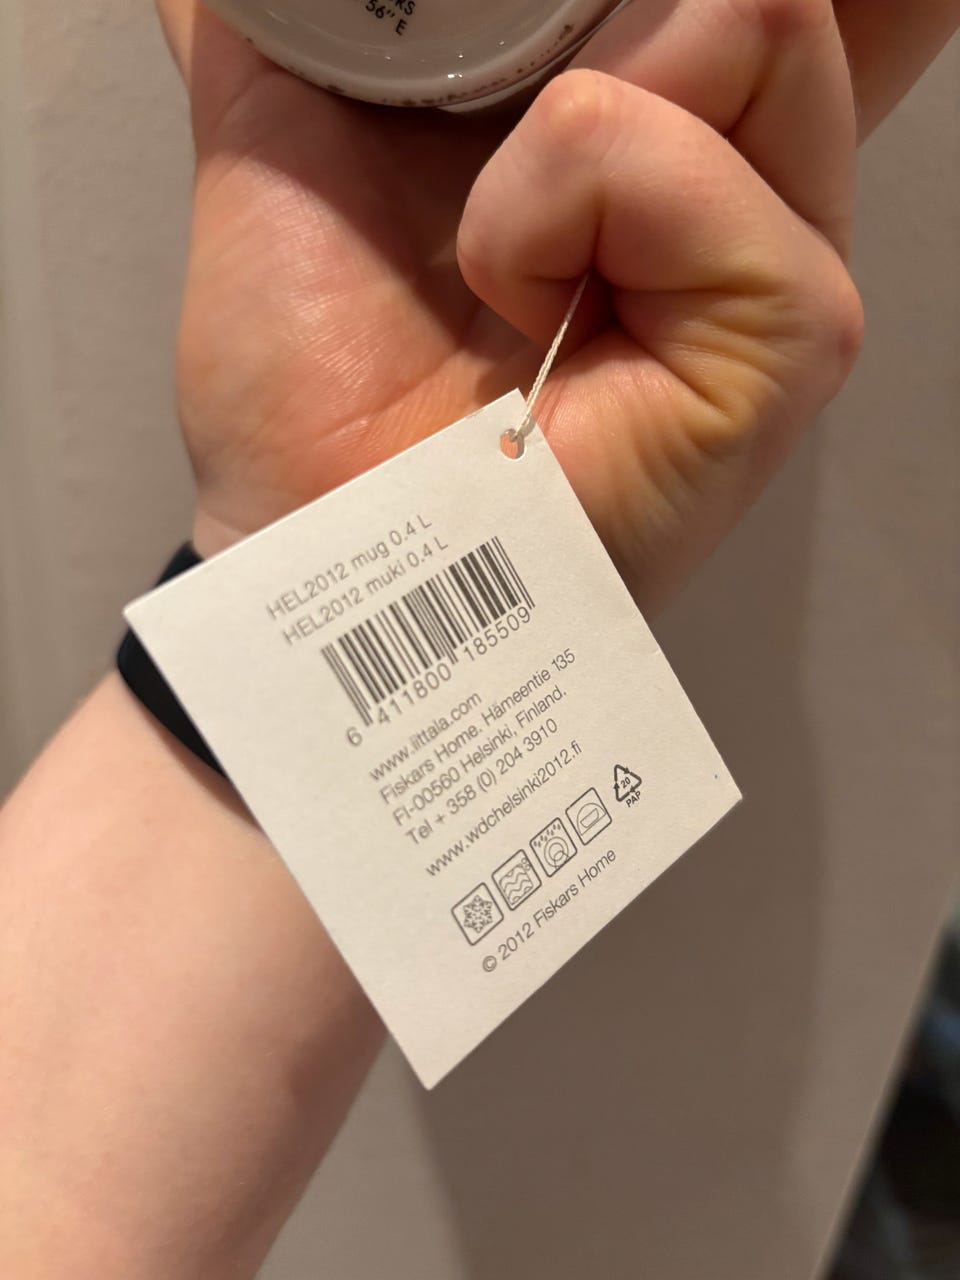 56" E
HEL2012 mug 0.4 L
HEL2012 muki 0.4 L
6 411800 185509
www.iittala.com
Fiskars Home. Hämeentie 135
FI-00560 Helsinki, Finland.
Tel + 358 (0) 204 3910
www.wdchelsinki2012.fi
20
PAP
© 2012 Fiskars Home